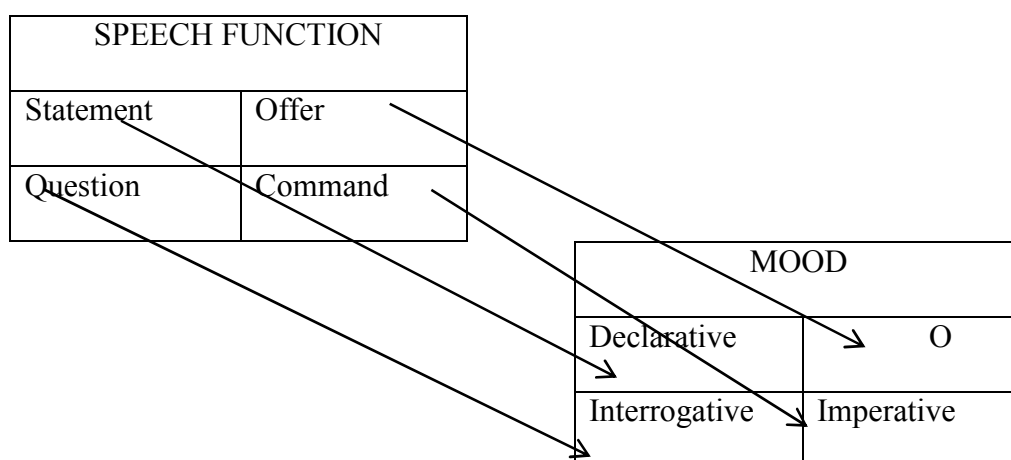 SPEECH FUNCTION
Statement Offer
Question Command
MOOD
Declarative O
Interrogative Imperative